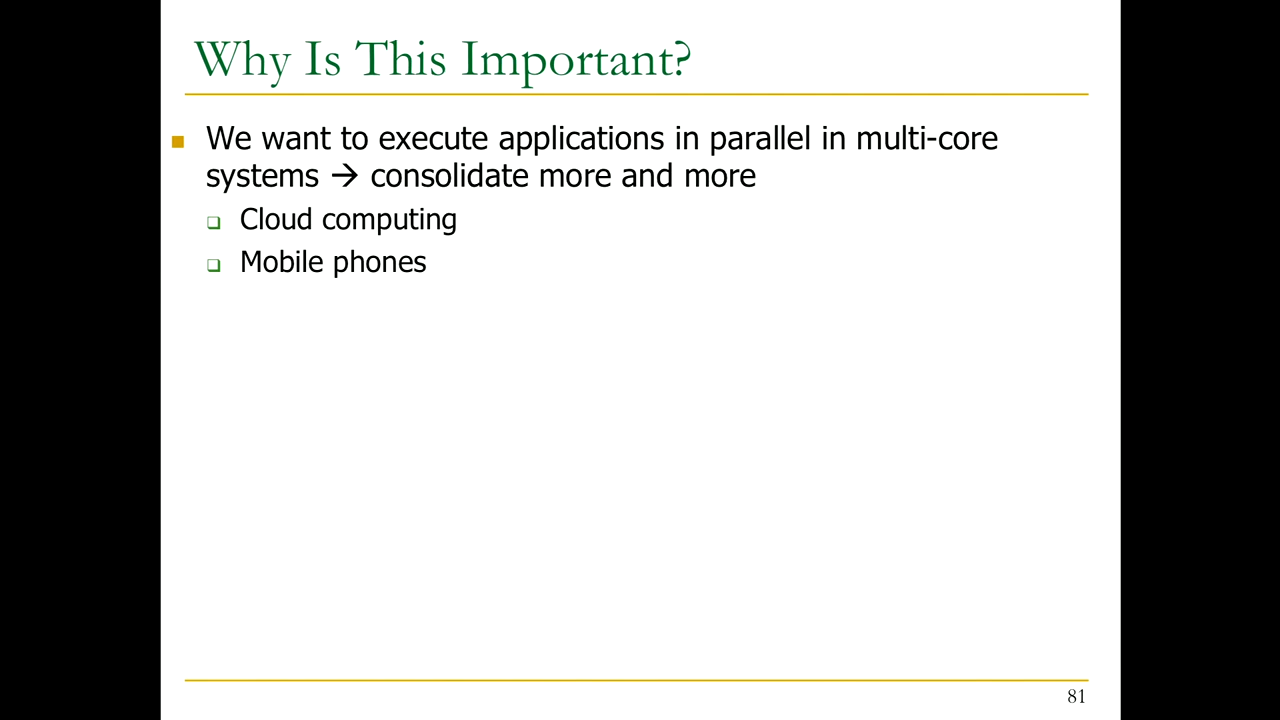 Why Is This Important?
We want to execute applications in parallel in multi-core
systems → consolidate more and more
Cloud computing
Mobile phones
81